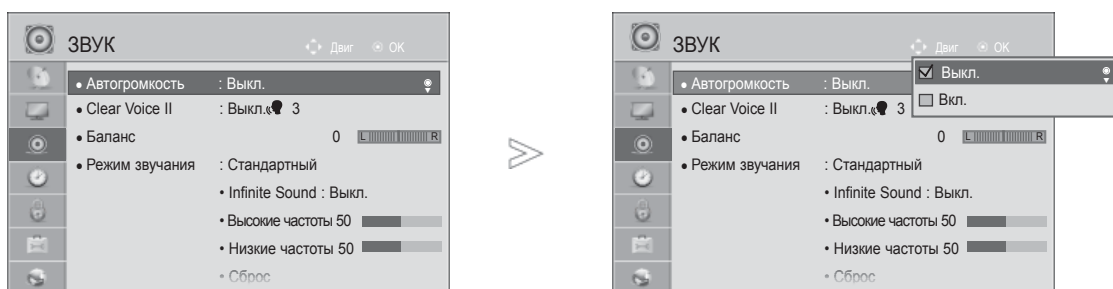 ЗВУК Двиг OK
• Автогромкость : Выкл.
• Clear Voice II : Выкл. 3
• Баланс 0 L R
• Режим звучания : Стандартный
• Infinite Sound : Выкл.
• Высокие частоты 50
• Низкие частоты 50
• Сброс
ЗВУК Двиг OK
• Автогромкость : Выкл.
Выкл.
Вкл.
• Clear Voice II : Выкл. 3
• Баланс 0 L R
• Режим звучания : Стандартный
• Infinite Sound : Выкл.
• Высокие частоты 50
• Низкие частоты 50
• Сброс